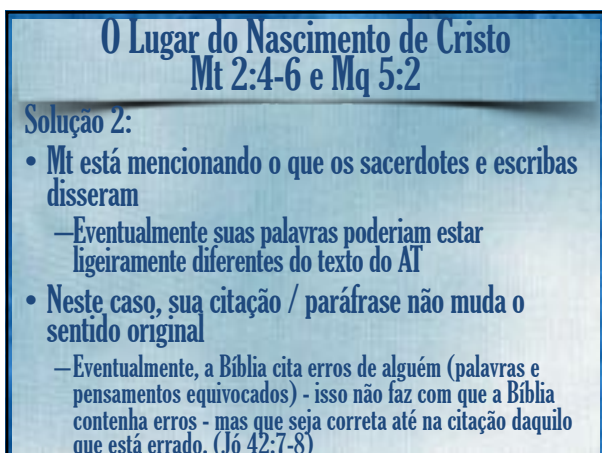 O Lugar do Nascimento de Cristo
Mt 2:4-6 e Mq 5:2
Solução 2:
• Mt está mencionando o que os sacerdotes e escribas
disseram
–Eventualmente suas palavras poderiam estar
ligeiramente diferentes do texto do AT
• Neste caso, sua citação / paráfrase não muda o
sentido original
–Eventualmente, a Bíblia cita erros de alguém (palavras e
pensamentos equivocados) - isso não faz com que a Bíblia
contenha erros - mas que seja correta até na citação daquilo
que está errado. (Jó 42:7-8)